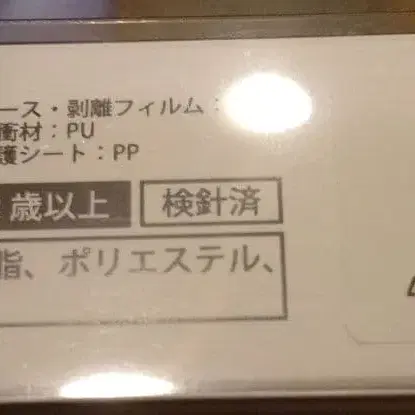 ース・剥離フィルム：
衝材：PU
護シート：PP
歳以上 検針済
脂、ポリエステル、